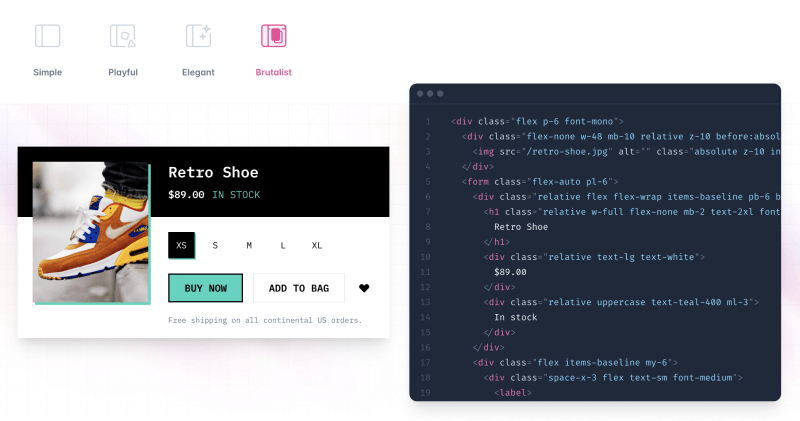 Simple
Playful
Elegant
Brutalist
Retro Shoe
$89.00 IN STOCK
XS S M L XL
BUY NOW ADD TO BAG
Free shipping on all continental US orders.
1 <div class="flex p-6 font-mono">
2 <div class="flex-none w-48 mb-10 relative z-10 before:absol
3 <img src="/retro-shoe.jpg" alt="" class="absolute z-10 in
4 </div>
5 <form class="flex-auto pl-6">
6 <div class="relative flex flex-wrap items-baseline pb-6 b
7 <h1 class="relative w-full flex-none mb-2 text-2xl font
8 Retro Shoe
9 </h1>
10 <div class="relative text-lg text-white">
11 $89.00
12 </div>
13 <div class="relative uppercase text-teal-400 ml-3">
14 In stock
15 </div>
16 </div>
17 <div class="flex items-baseline my-6">
18 <div class="space-x-3 flex text-sm font-medium">
19 <label>